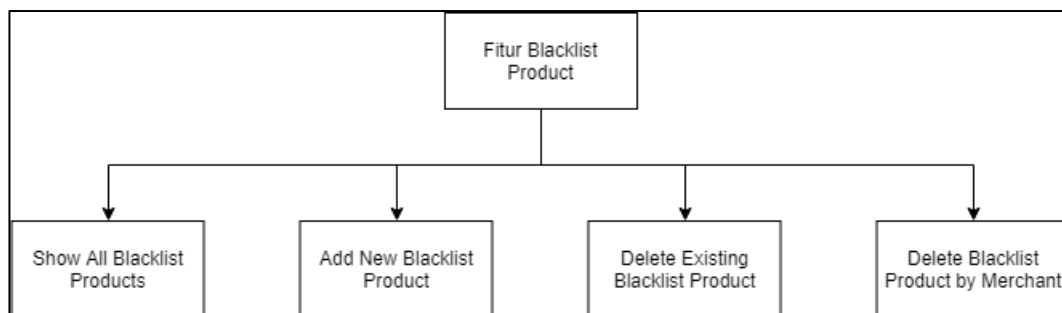 Fitur Blacklist
Product
Show All Blacklist
Products
Add New Blacklist
Product
Delete Existing
Blacklist Product
Delete Blacklist
Product by Merchant